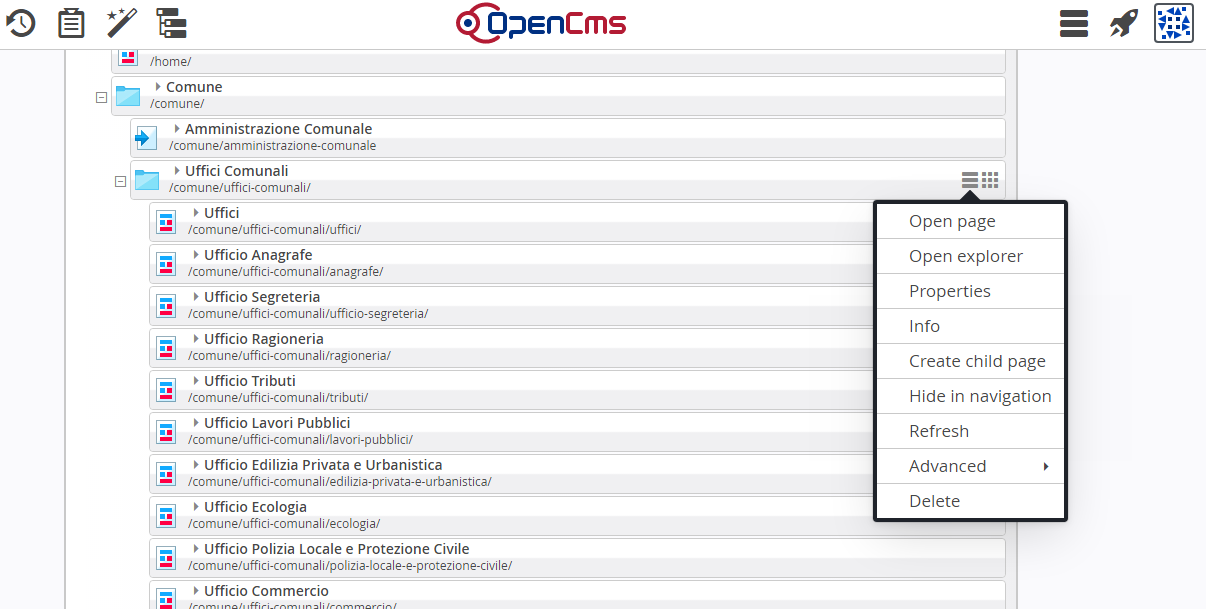 OpenCms
/home/
Comune
/comune/
Amministrazione Comunale
/comune/amministrazione-comunale
Uffici Comunali
/comune/uffici-comunali/
Uffici
/comune/uffici-comunali/uffici/
Ufficio Anagrafe
/comune/uffici-comunali/anagrafe/
Ufficio Segreteria
/comune/uffici-comunali/ufficio-segreteria/
Ufficio Ragioneria
/comune/uffici-comunali/ragioneria/
Ufficio Tributi
/comune/uffici-comunali/tributi/
Ufficio Lavori Pubblici
/comune/uffici-comunali/lavori-pubblici/
Ufficio Edilizia Privata e Urbanistica
/comune/uffici-comunali/edilizia-privata-e-urbanistica/
Ufficio Ecologia
/comune/uffici-comunali/ecologia/
Ufficio Polizia Locale e Protezione Civile
/comune/uffici-comunali/polizia-locale-e-protezione-civile/
Ufficio Commercio
/comune/uffici-comunali/commercio/
Open page
Open explorer
Properties
Info
Create child page
Hide in navigation
Refresh
Advanced
Delete